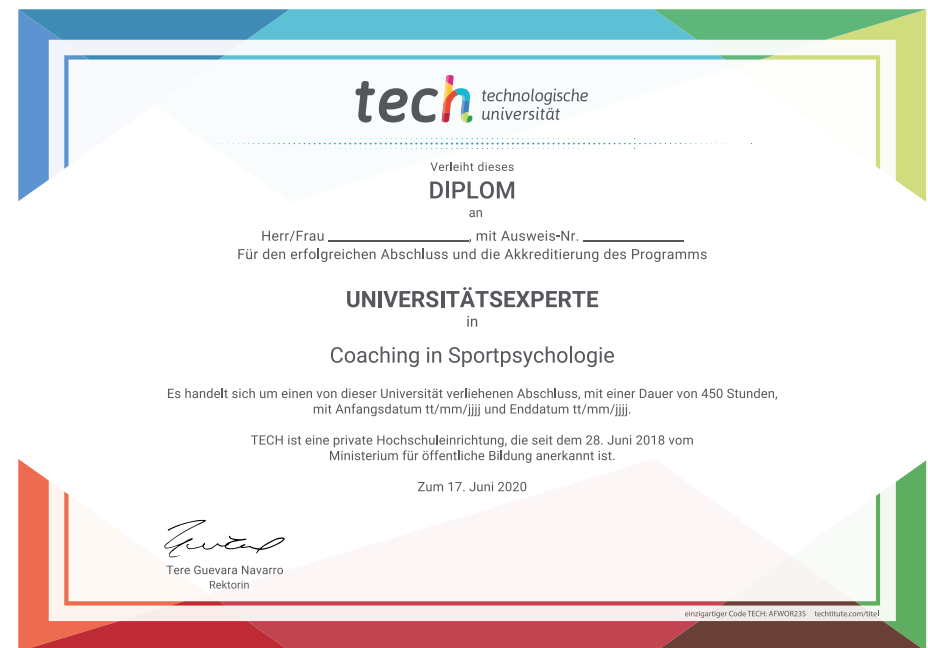 tech technologische
universität
Verleiht dieses
DIPLOM
an
Herr/Frau ____________________, mit Ausweis-Nr. ______________
Für den erfolgreichen Abschluss und die Akkreditierung des Programms
UNIVERSITÄTSEXPERTE
in
Coaching in Sportpsychologie
Es handelt sich um einen von dieser Universität verliehenen Abschluss, mit einer Dauer von 450 Stunden,
mit Anfangsdatum tt/mm/jjjj und Enddatum tt/mm/jjjj.
TECH ist eine private Hochschuleinrichtung, die seit dem 28. Juni 2018 vom
Ministerium für öffentliche Bildung anerkannt ist.
Zum 17. Juni 2020
Tere Guevara Navarro
Rektorin
einzigartiger Code TECH: AFWOR23S techtitute.com/titel